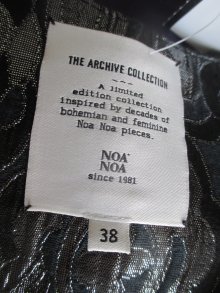 THE ARCHIVE COLLECTION
~~~
A limited
edition collection
inspired by decades of
bohemian and feminine
Noa Noa pieces.
NOA
NOA
since 1981
38